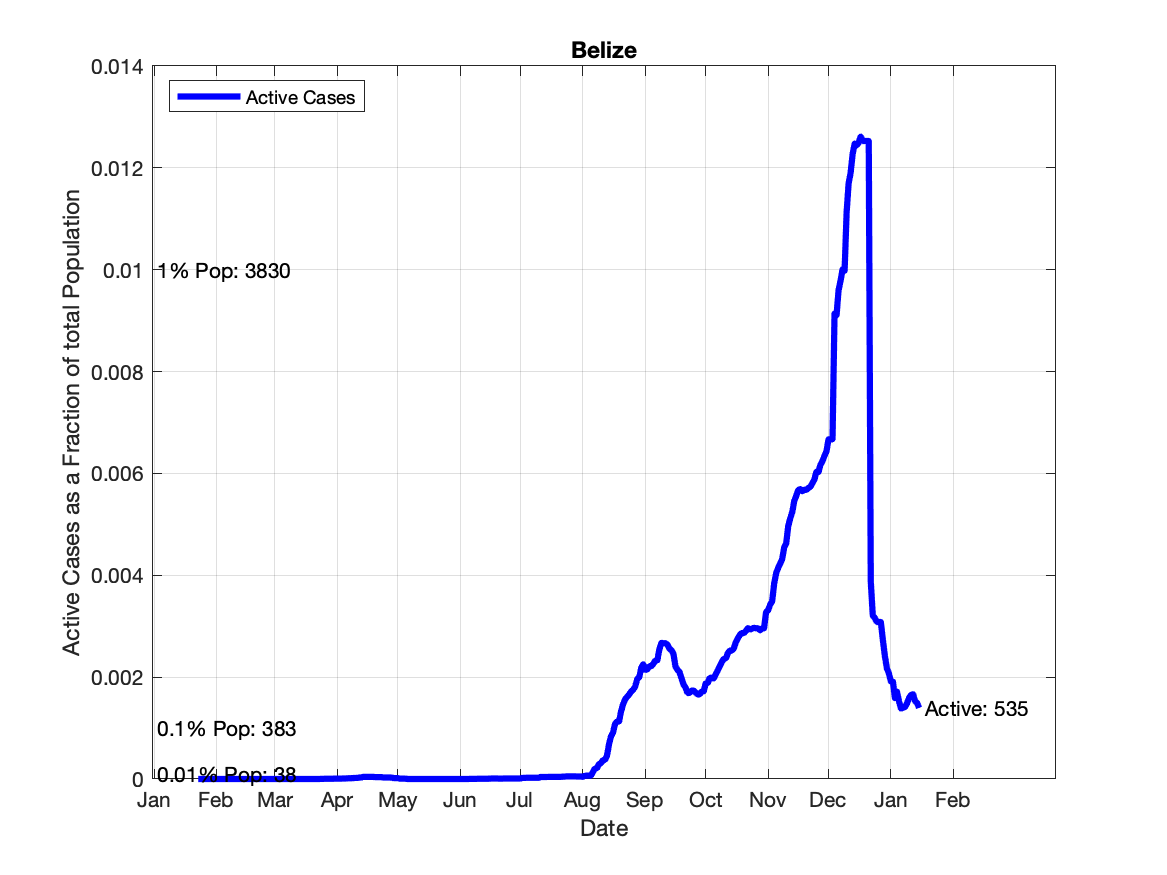 Belize
Active Cases
Active Cases as a Fraction of total Population
0.014
0.012
0.01
0.008
0.006
0.004
0.002
0
1% Pop: 3830
0.1% Pop: 383
0.01% Pop: 38
Active: 535
Jan Feb Mar Apr May Jun Jul Aug Sep Oct Nov Dec Jan Feb
Date